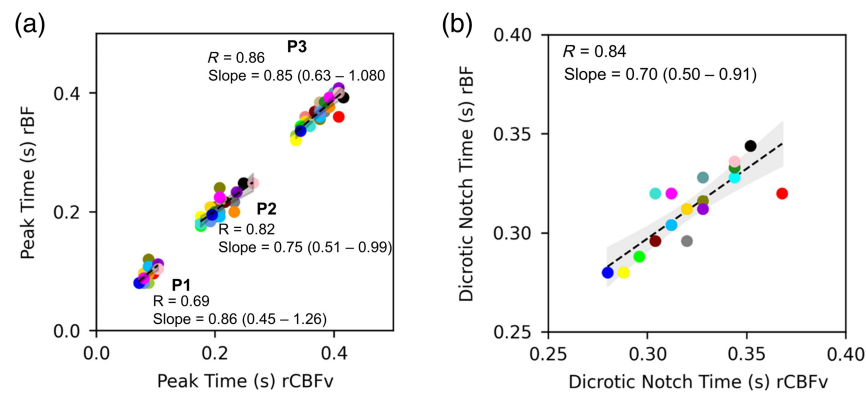 (a)
P3
R = 0.86
Slope = 0.85 (0.63 – 1.080
P2
R = 0.82
Slope = 0.75 (0.51 – 0.99)
P1
R = 0.69
Slope = 0.86 (0.45 – 1.26)
Peak Time (s) rBF
0.4
0.2
0.0
0.0 0.2 0.4
Peak Time (s) rCBFv
(b)
R = 0.84
Slope = 0.70 (0.50 – 0.91)
Dicrotic Notch Time (s) rBF
0.40
0.35
0.30
0.25
0.25 0.30 0.35 0.40
Dicrotic Notch Time (s) rCBFv